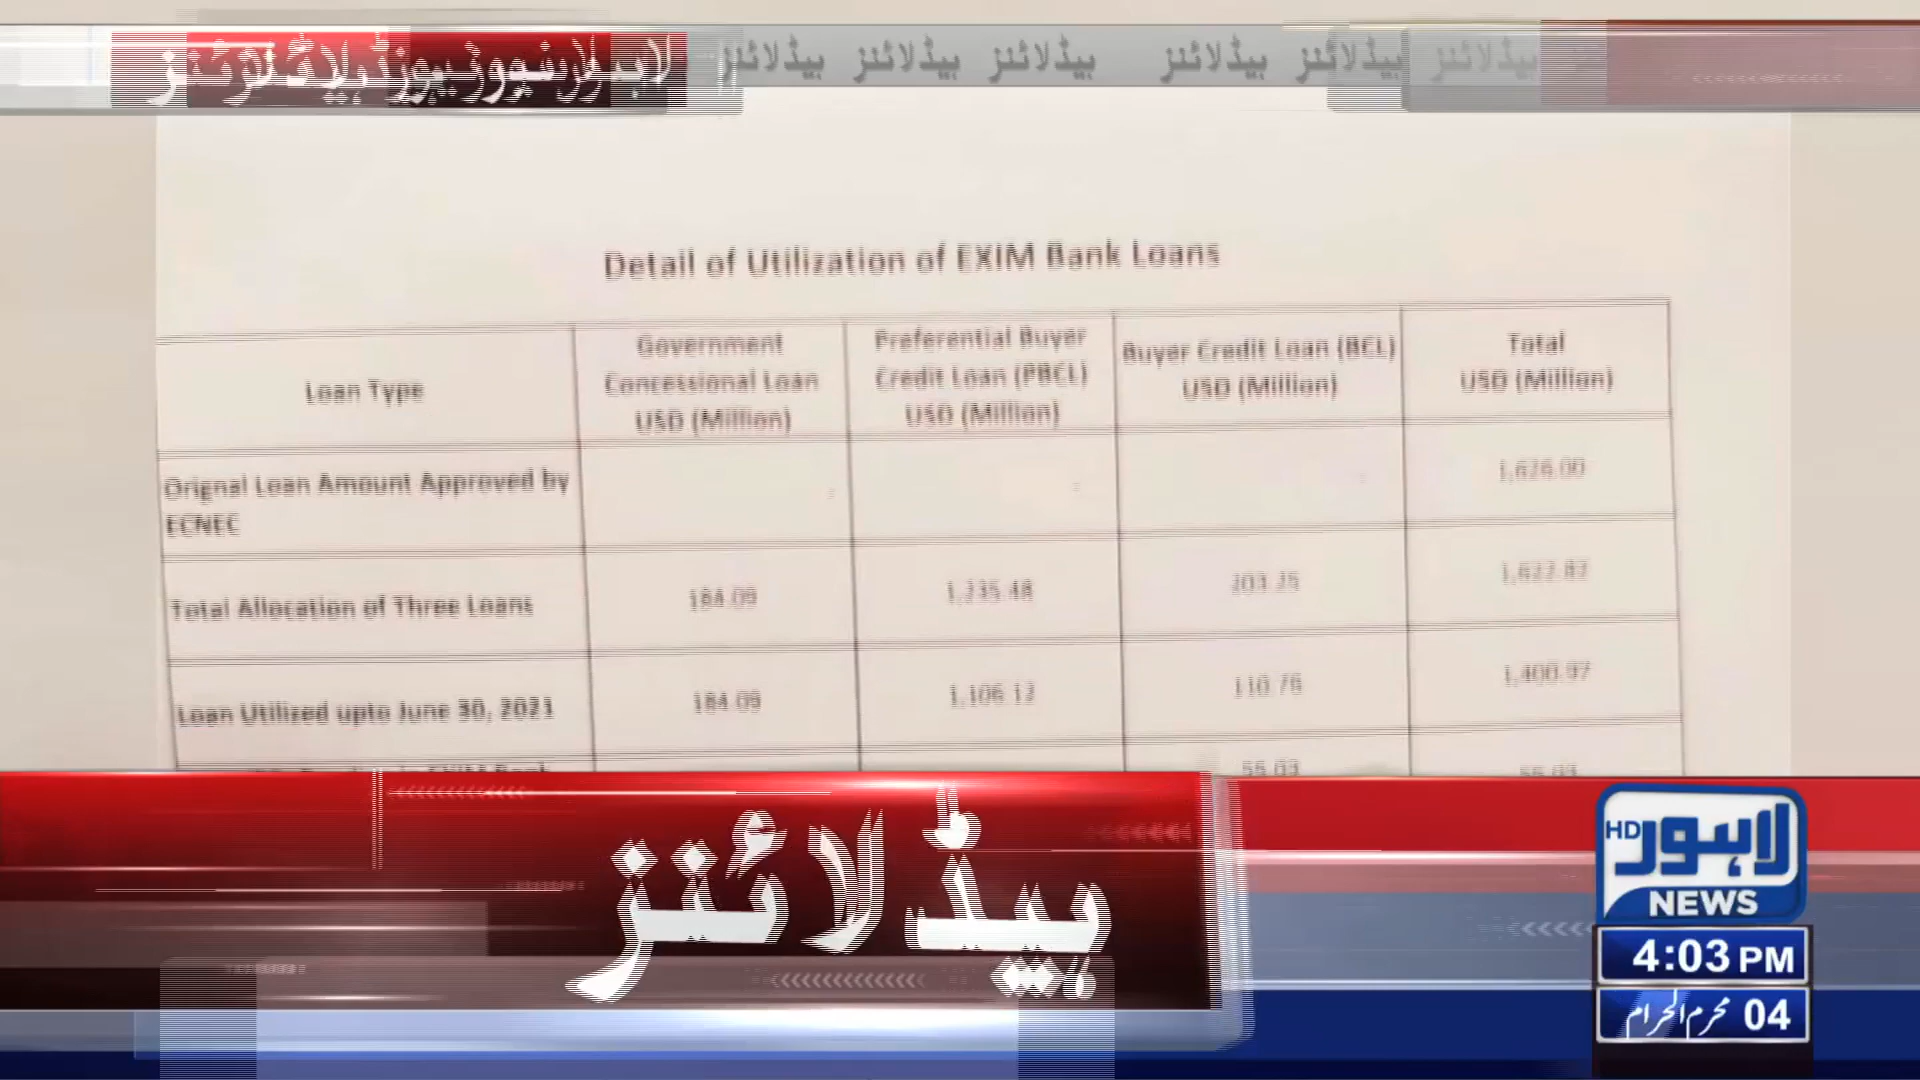 ہیڈلائنز ہیڈلائنز ہیڈلائنز ہیڈلائنز ہیڈلائنز ہیڈلائنز
Detail of Utilization of EXIM Bank Loans
Loan Type
Government Concessional Loan USD (Million)
Preferential Buyer Credit Loan (PBCL) USD (Million)
Buyer Credit Loan (BCL) USD (Million)
Total USD (Million)
Orignal Loan Amount Approved by ECNEC
1,626.00
Total Allocation of Three Loans 184.09 1,235.48 203.25 1,622.82
Loan Utilized upto June 30, 2021 184.09 1,106.12 110.76 1,400.97
55.03 55.03
ہیڈلائنز
لاہور HD
NEWS
4:03 PM
04 محرم الحرام